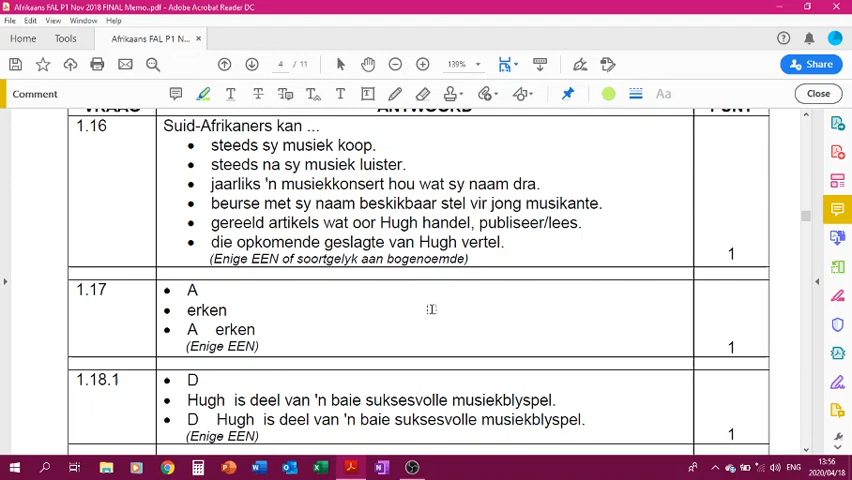 Afrikaans FAL P1 Nov 2018 FINAL Memo..pdf - Adobe Acrobat Reader DC
File Edit View Window Help
Home Tools Afrikaans FAL P1 N... × Share
4 / 11 139%
Comment Aa Close
VRAAG ANTWOORD PUNT
1.16 Suid-Afrikaners kan ...
• steeds sy musiek koop.
• steeds na sy musiek luister.
• jaarliks 'n musiekkonsert hou wat sy naam dra.
• beurse met sy naam beskikbaar stel vir jong musikante.
• gereeld artikels wat oor Hugh handel, publiseer/lees.
• die opkomende geslagte van Hugh vertel.
(Enige EEN of soortgelyk aan bogenoemde) 1
1.17 • A
• erken
• A erken
(Enige EEN) 1
1.18.1 • D
• Hugh is deel van 'n baie suksesvolle musiekblyspel.
• D Hugh is deel van 'n baie suksesvolle musiekblyspel.
(Enige EEN) 1
ENG 13:56
2020/04/18